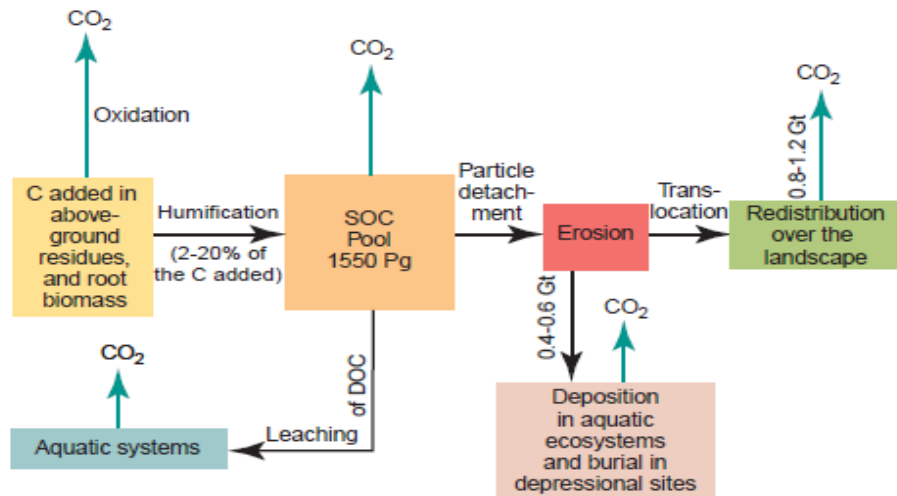 CO2
CO2
CO2
Oxidation
0.8-1.2 Gt
C added in
above-
ground
residues,
and root
biomass
Humification
(2-20% of
the C added)
SOC
Pool
1550 Pg
Particle
detach-
ment
Erosion
Trans-
location
Redistribution
over the
landscape
0.4-0.6 Gt
CO2
CO2
of DOC
Leaching
Aquatic systems
Deposition
in aquatic
ecosystems
and burial in
depressional sites